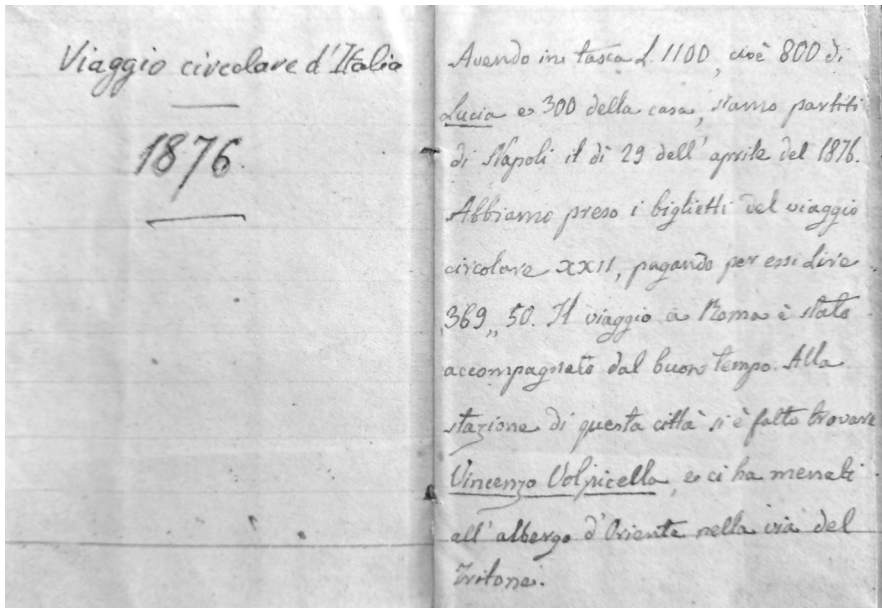 Viaggio circolare d'Italia
1876
Avendo in tasca L. 1100, cioè 800 di
Lucia e 300 della casa, siamo partiti
di Napoli il dì 29 dell'aprile del 1876.
Abbiamo preso i biglietti del viaggio
circolare XXII, pagando per essi Lire
369,,50. Il viaggio a Roma è stato
accompagnato dal buon tempo. Alla
stazione di questa città si è fatto trovare
Vincenzo Volpicella, e ci ha menati
all'albergo d'Oriente nella via del
Tritone.